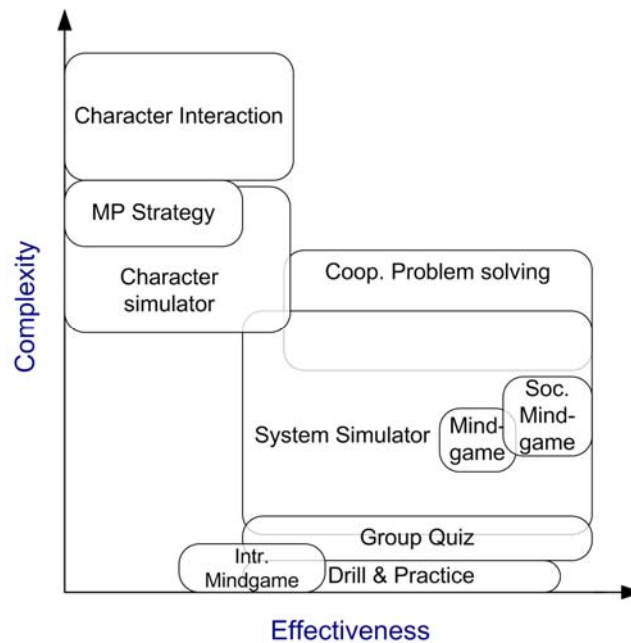 Character Interaction
MP Strategy
Character
simulator
Coop. Problem solving
Complexity
System Simulator
Mind-
game
Soc.
Mind-
game
Group Quiz
Intr.
Mindgame
Drill & Practice
Effectiveness